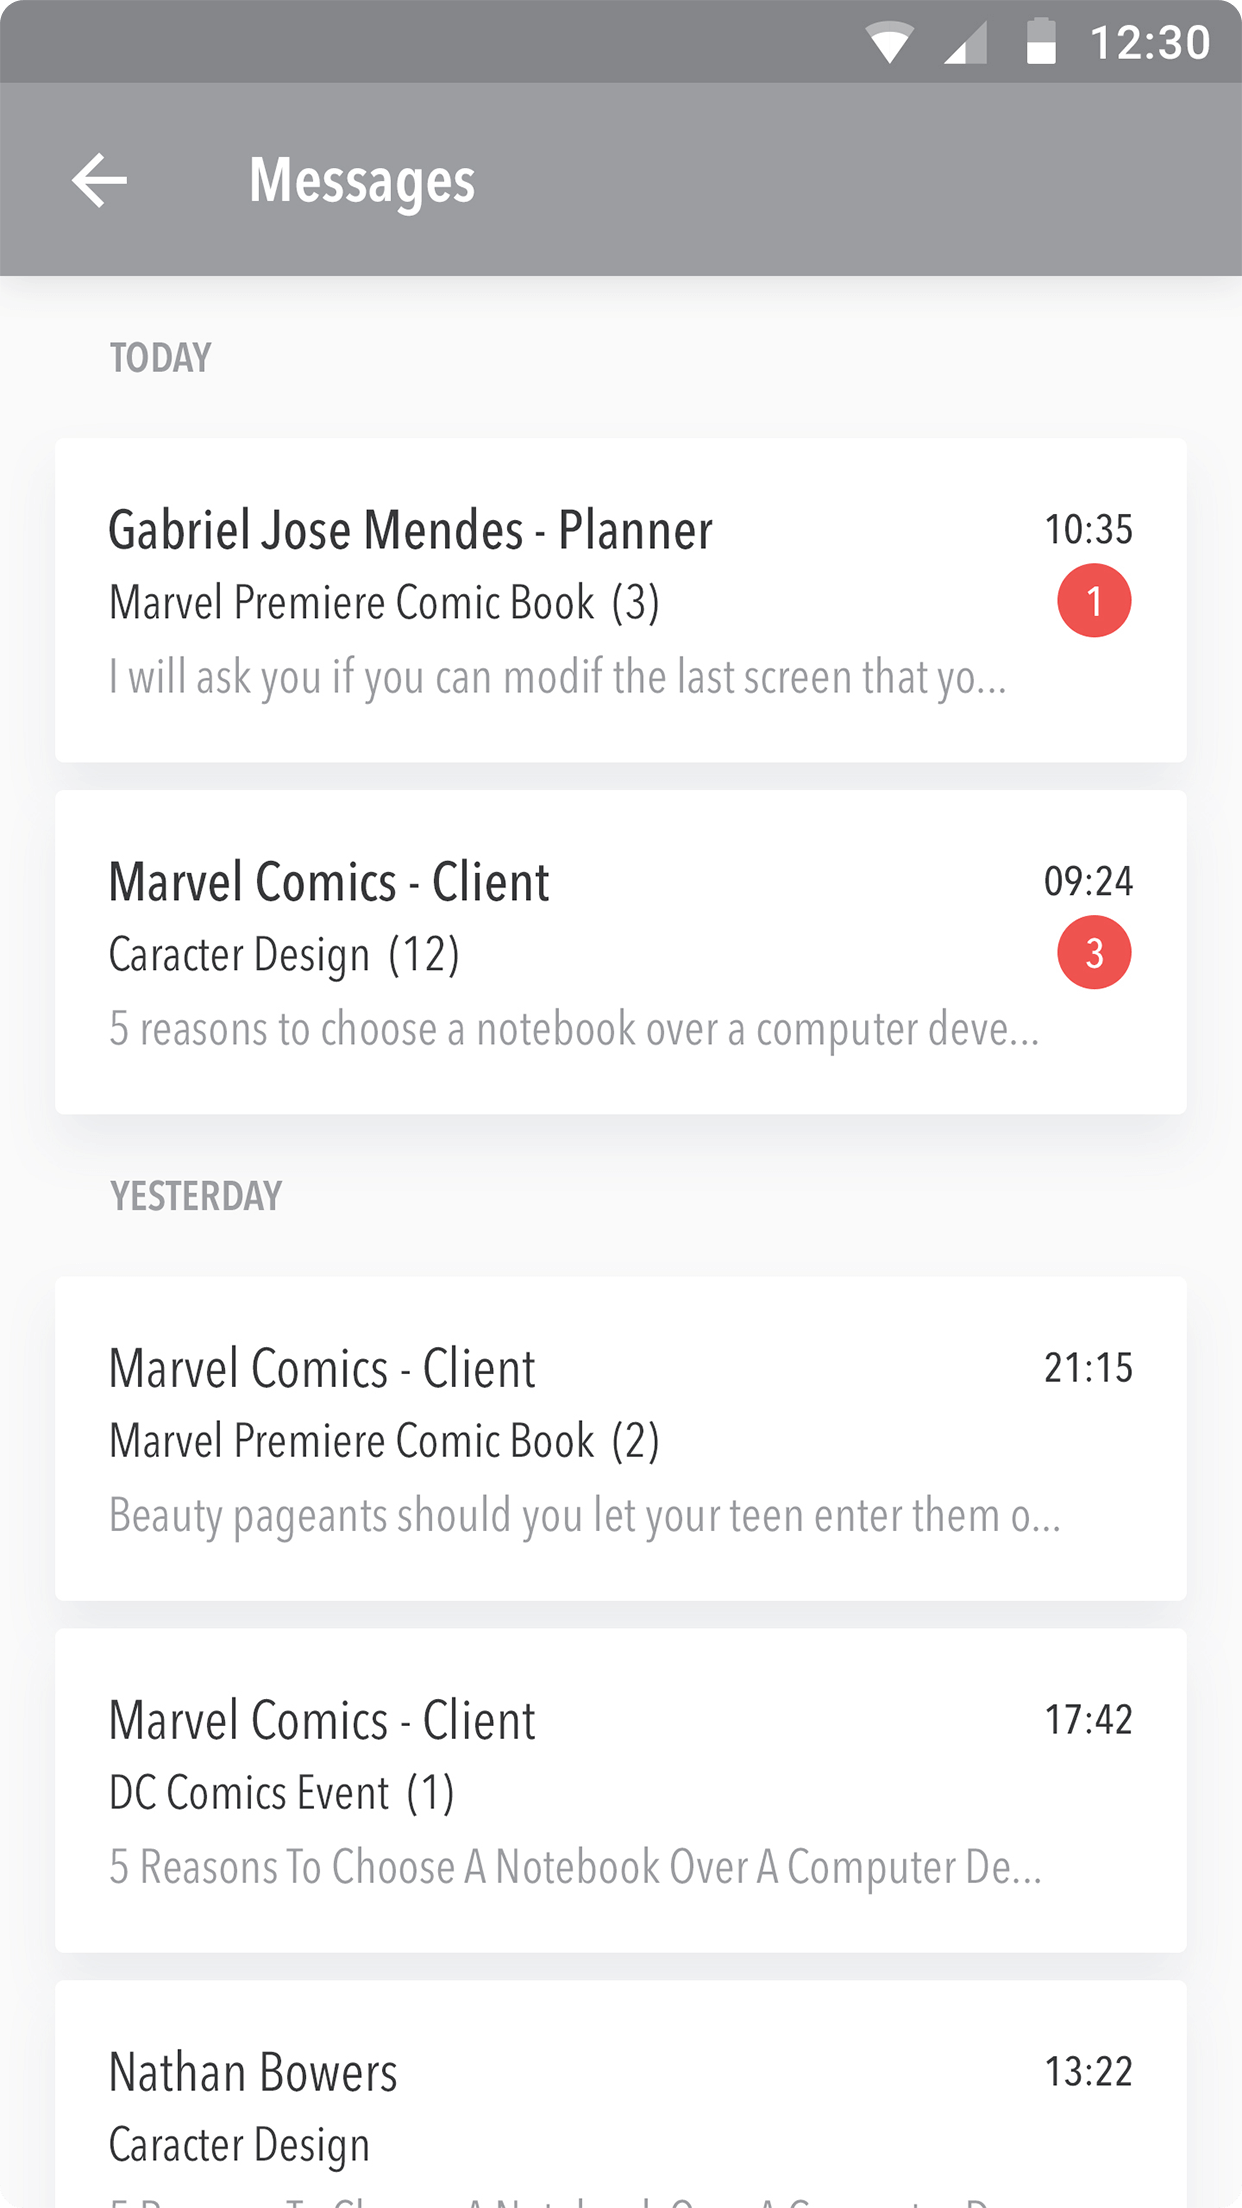 12:30
Messages
TODAY
Gabriel Jose Mendes - Planner 10:35
Marvel Premiere Comic Book (3) 1
I will ask you if you can modif the last screen that yo...
Marvel Comics - Client 09:24
Caracter Design (12) 3
5 reasons to choose a notebook over a computer deve...
YESTERDAY
Marvel Comics - Client 21:15
Marvel Premiere Comic Book (2)
Beauty pageants should you let your teen enter them o...
Marvel Comics - Client 17:42
DC Comics Event (1)
5 Reasons To Choose A Notebook Over A Computer De...
Nathan Bowers 13:22
Caracter Design